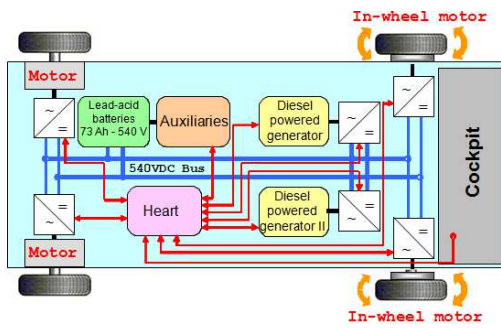 In-wheel motor
Motor
~
=
Lead-acid
batteries
73 Ah - 540 V
Auxiliaries
Diesel
powered
generator
~
=
~
=
540VDC Bus
Cockpit
~
=
Heart
Diesel
powered
generator II
~
=
~
=
Motor
In-wheel motor